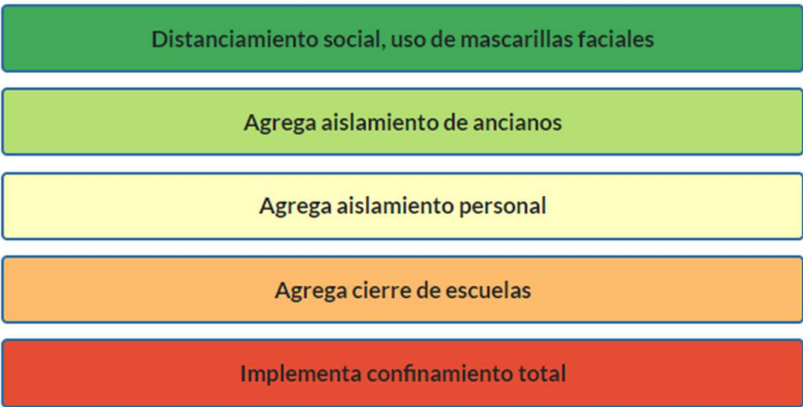 Distanciamiento social, uso de mascarillas faciales
Agrega aislamiento de ancianos
Agrega aislamiento personal
Agrega cierre de escuelas
Implementa confinamiento total